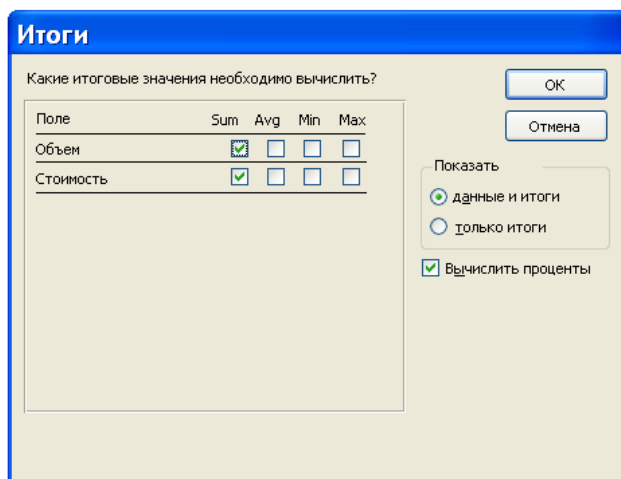 Итоги
Какие итоговые значения необходимо вычислить?
Поле Sum Avg Min Max
Объем
Стоимость
OK
Отмена
Показать
данные и итоги
только итоги
Вычислить проценты